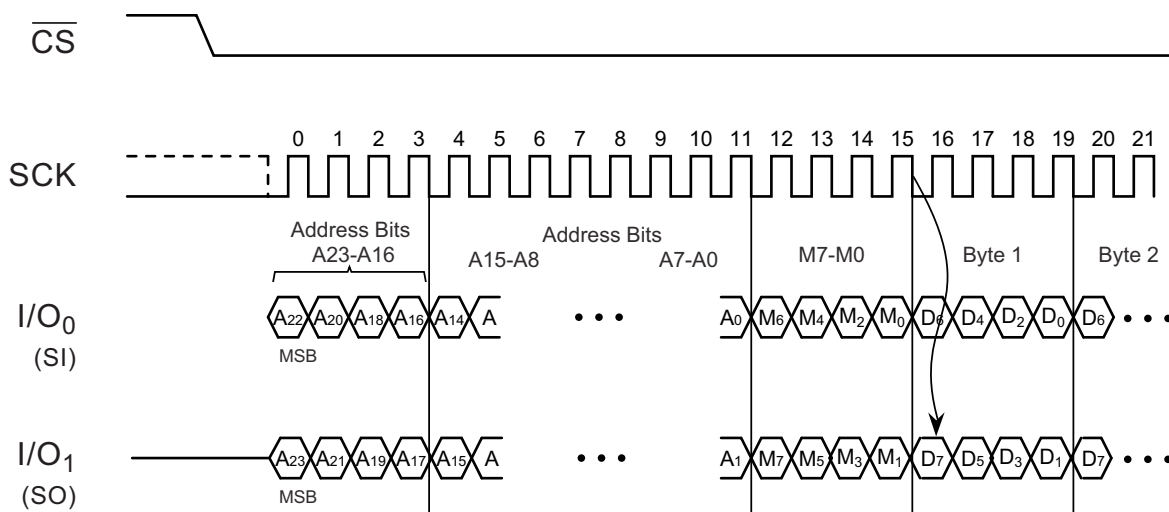 CS
SCK
0 1 2 3 4 5 6 7 8 9 10 11 12 13 14 15 16 17 18 19 20 21
Address Bits
A23-A16
Address Bits
A15-A8
A7-A0
M7-M0
Byte 1
Byte 2
I/O0
(SI)
A22 A20 A18 A16 A14 A • • • A0 M6 M4 M2 M0 D6 D4 D2 D0 D6 • • •
MSB
I/O1
(SO)
A23 A21 A19 A17 A15 A • • • A1 M7 M5 M3 M1 D7 D5 D3 D1 D7 • • •
MSB